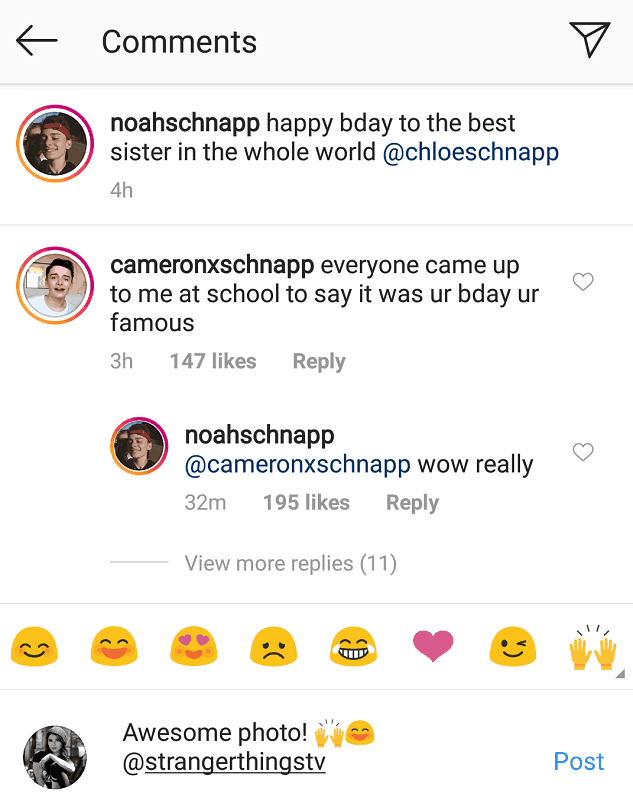 Comments
noahschnapp happy bday to the best
sister in the whole world @chloeschnapp
4h
cameronxschnapp everyone came up
to me at school to say it was ur bday ur
famous
3h 147 likes Reply
noahschnapp
@cameronxschnapp wow really
32m 195 likes Reply
View more replies (11)
Awesome photo! 🙌😄
@strangerthingstv
Post